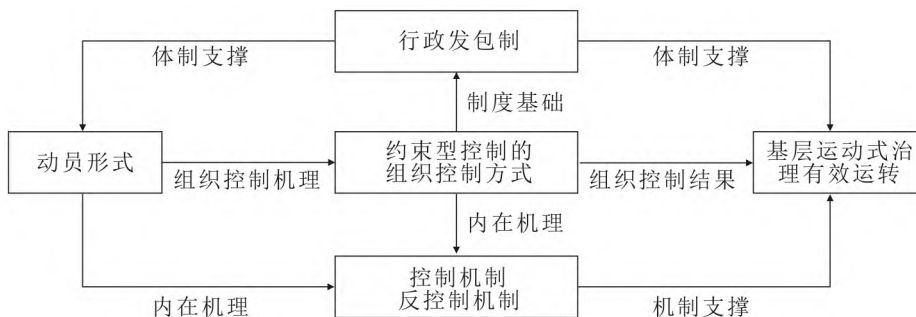 行政发包制
体制支撑
体制支撑
制度基础
动员形式
约束型控制的
组织控制方式
基层运动式治
理有效运转
组织控制机理
组织控制结果
内在机理
控制机制
反控制机制
内在机理
机制支撑